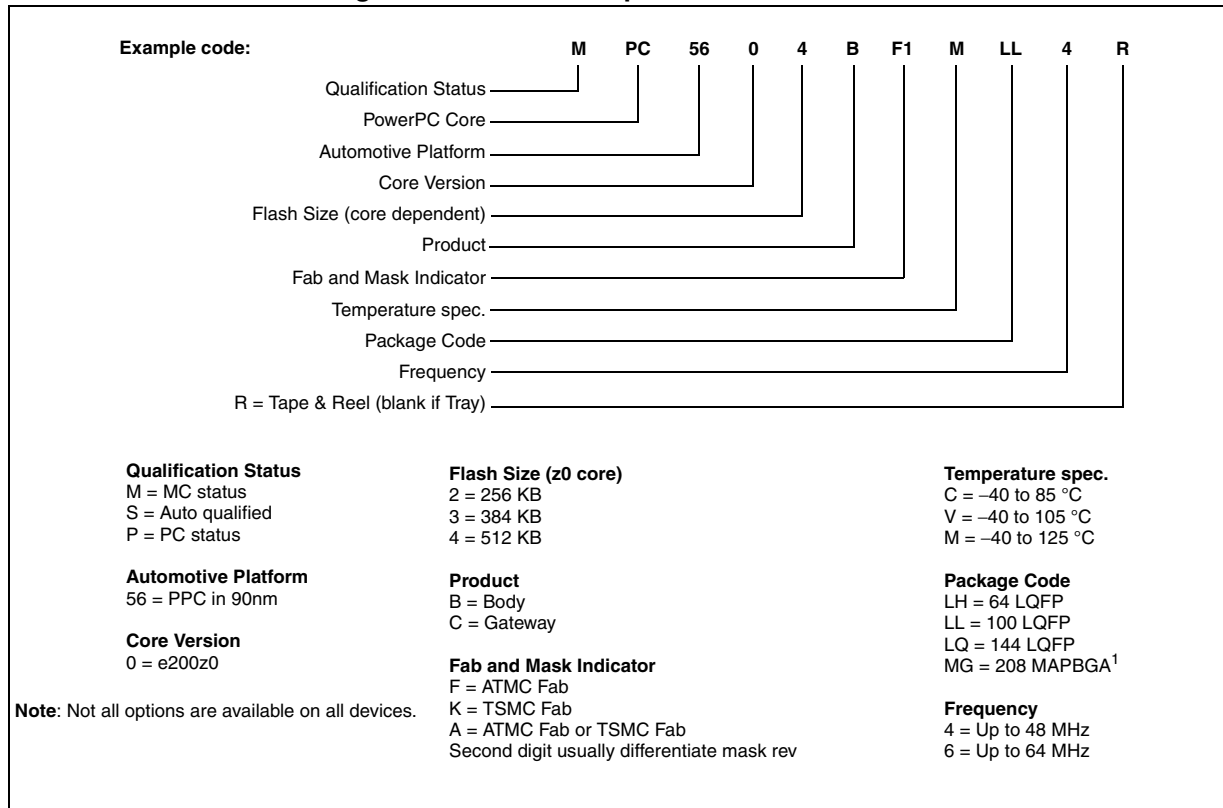 Example code: M PC 56 0 4 B F1 M LL 4 R
Qualification Status
PowerPC Core
Automotive Platform
Core Version
Flash Size (core dependent)
Product
Fab and Mask Indicator
Temperature spec.
Package Code
Frequency
R = Tape & Reel (blank if Tray)
Qualification Status
M = MC status
S = Auto qualified
P = PC status
Automotive Platform
56 = PPC in 90nm
Core Version
0 = e200z0
Note: Not all options are available on all devices.
Flash Size (z0 core)
2 = 256 KB
3 = 384 KB
4 = 512 KB
Product
B = Body
C = Gateway
Fab and Mask Indicator
F = ATMC Fab
K = TSMC Fab
A = ATMC Fab or TSMC Fab
Second digit usually differentiate mask rev
Temperature spec.
C = –40 to 85 °C
V = –40 to 105 °C
M = –40 to 125 °C
Package Code
LH = 64 LQFP
LL = 100 LQFP
LQ = 144 LQFP
MG = 208 MAPBGA1
Frequency
4 = Up to 48 MHz
6 = Up to 64 MHz